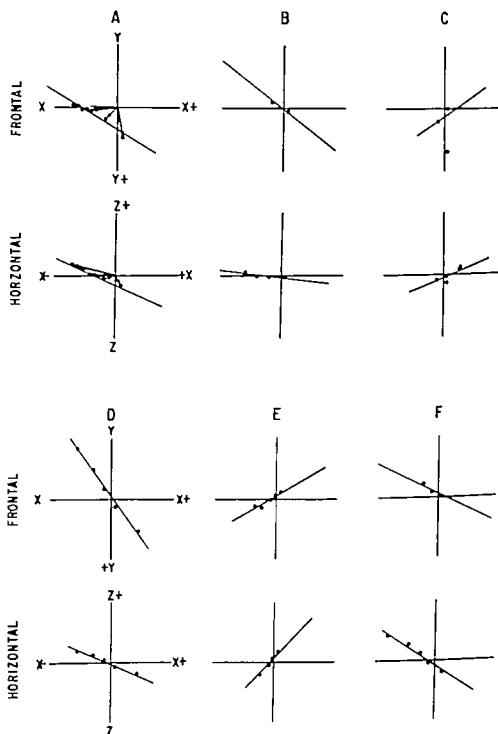 A B C
Y
FRONTAL
X X+
Y+
Z+
HORIZONTAL
X- +X
Z
D E F
Y
FRONTAL
X X+
+Y
Z+
HORIZONTAL
X- X+
Z